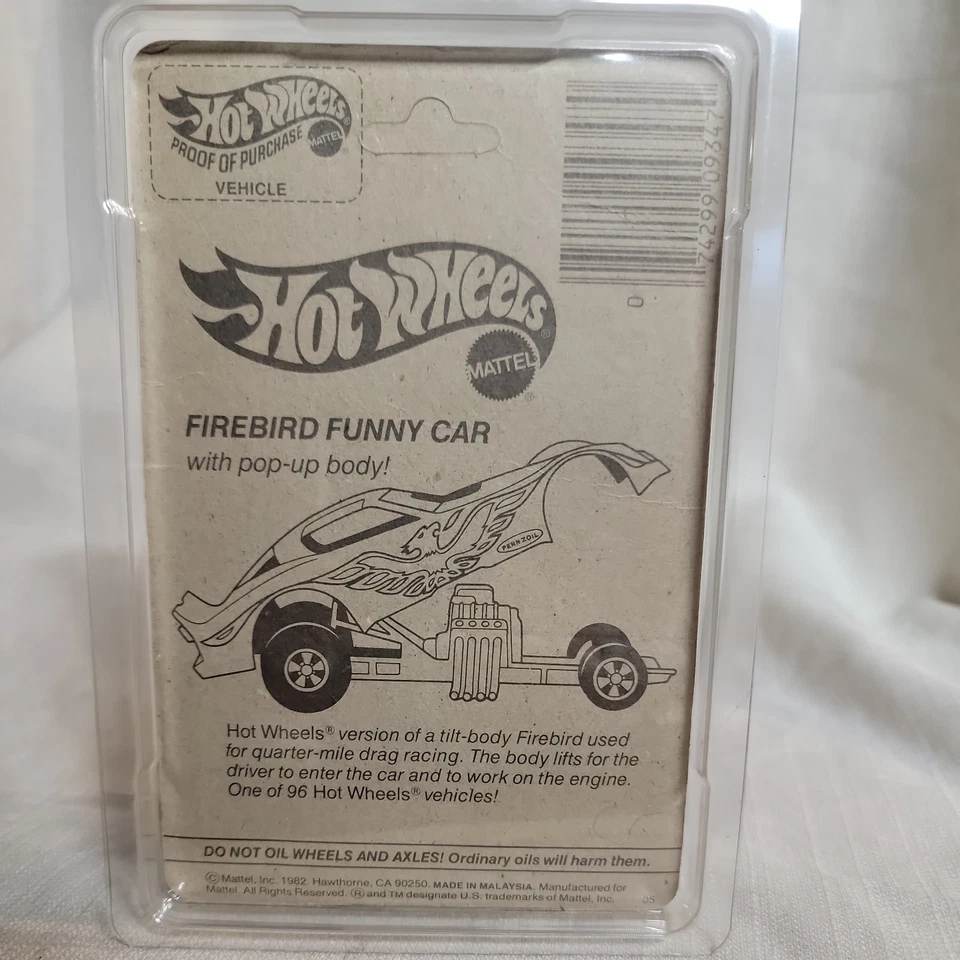 Hot Wheels®
MATTEL
PROOF OF PURCHASE
VEHICLE
74299 09347
0
Hot Wheels®
MATTEL®
FIREBIRD FUNNY CAR
with pop-up body!
PENNZOIL
Hot Wheels® version of a tilt-body Firebird used
for quarter-mile drag racing. The body lifts for the
driver to enter the car and to work on the engine.
One of 96 Hot Wheels® vehicles!
DO NOT OIL WHEELS AND AXLES! Ordinary oils will harm them.
© Mattel, Inc. 1982. Hawthorne, CA 90250. MADE IN MALAYSIA. Manufactured for
Mattel. All Rights Reserved. ® and TM designate U.S. trademarks of Mattel, Inc.
05